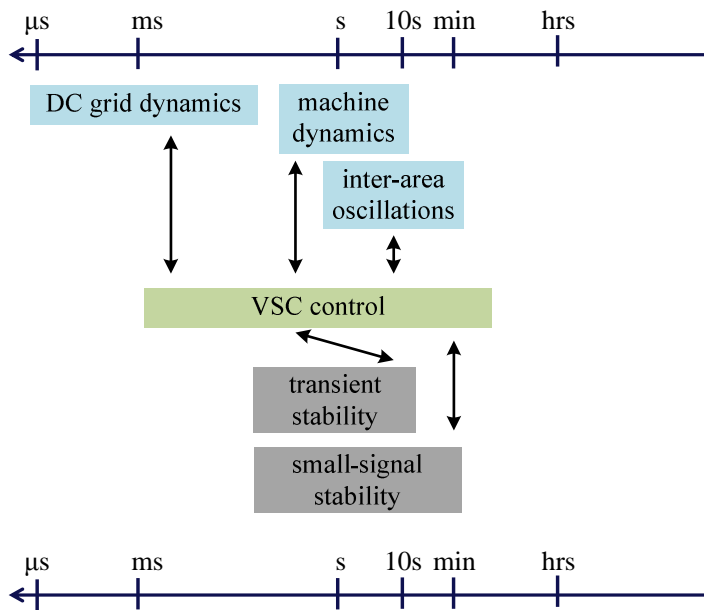 μs ms s 10s min hrs
DC grid dynamics
machine
dynamics
inter-area
oscillations
VSC control
transient
stability
small-signal
stability
μs ms s 10s min hrs